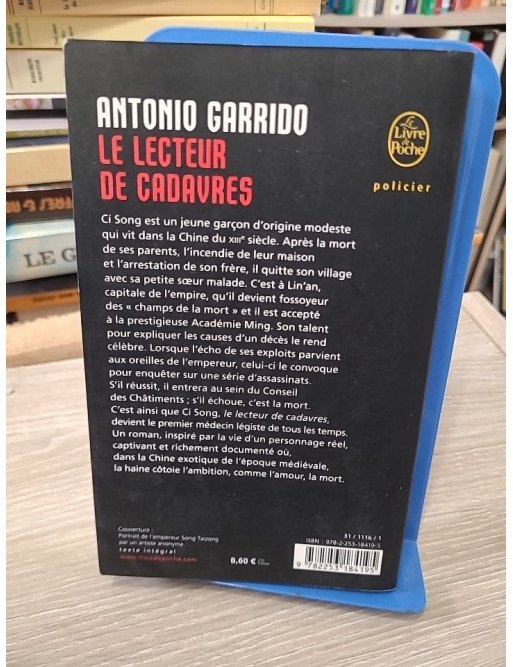 ANTONIO GARRIDO
LE LECTEUR
DE CADAVRES
Le
Livre
de
Poche
policier
Ci Song est un jeune garçon d'origine modeste
qui vit dans la Chine du XIIIe siècle. Après la mort
de ses parents, l'incendie de leur maison
et l'arrestation de son frère, il quitte son village
avec sa petite sœur malade. C'est à Lin'an,
capitale de l'empire, qu'il devient fossoyeur
des « champs de la mort » et il est accepté
à la prestigieuse Académie Ming. Son talent
pour expliquer les causes d'un décès le rend
célèbre. Lorsque l'écho de ses exploits parvient
aux oreilles de l'empereur, celui-ci le convoque
pour enquêter sur une série d'assassinats.
S'il réussit, il entrera au sein du Conseil
des Châtiments ; s'il échoue, c'est la mort.
C'est ainsi que Ci Song, le lecteur de cadavres,
devient le premier médecin légiste de tous les temps.
Un roman, inspiré par la vie d'un personnage réel,
captivant et richement documenté où,
dans la Chine exotique de l'époque médiévale,
la haine côtoie l'ambition, comme l'amour, la mort.
Couverture :
Portrait de l'empereur Song Taizong
par un artiste anonyme.
texte intégral
www.livredepoche.com
8,60 €
31 / 1116 / 1
ISBN : 978-2-253-18419-5
9 782253 184195
LE G